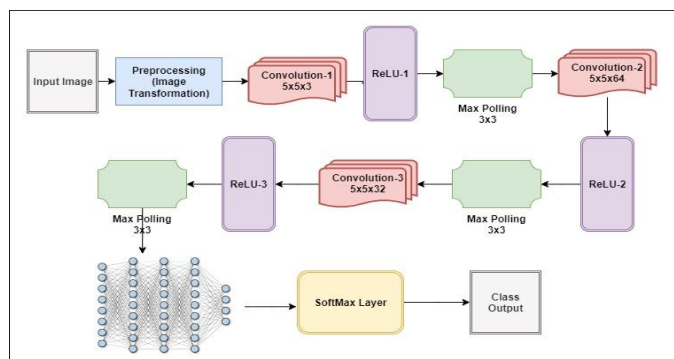 Input Image
Preprocessing
(Image
Transformation)
Convolution-1
5x5x3
ReLU-1
Max Polling
3x3
Convolution-2
5x5x64
ReLU-2
Max Polling
3x3
Convolution-3
5x5x32
ReLU-3
Max Polling
3x3
SoftMax Layer
Class
Output